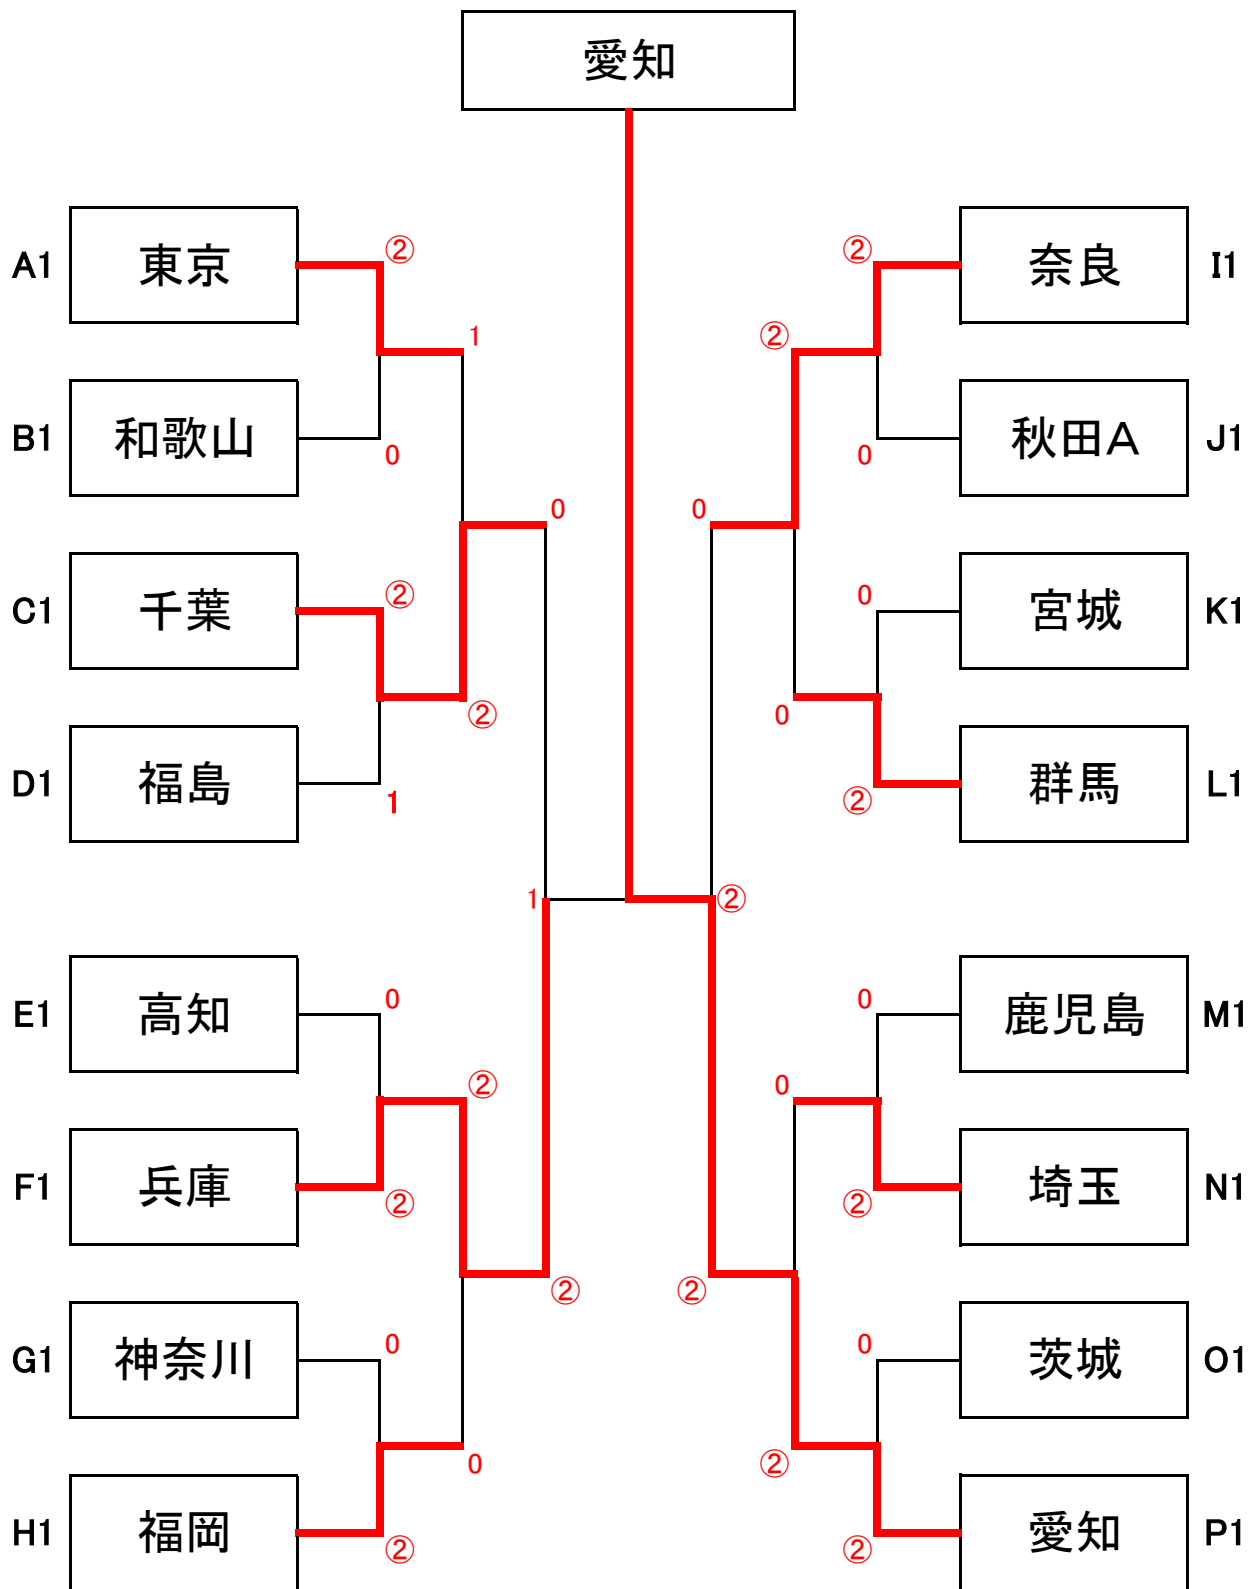 愛知
A1 東京 ② ② 奈良 I1
1 ②
B1 和歌山 0 0 秋田A J1
0 0
C1 千葉 ② 0 宮城 K1
② 0
D1 福島 1 ② 群馬 L1
1 ②
E1 高知 0 0 鹿児島 M1
② 0
F1 兵庫 ② ② 埼玉 N1
② ②
G1 神奈川 0 0 茨城 O1
0 ②
H1 福岡 ② ② 愛知 P1